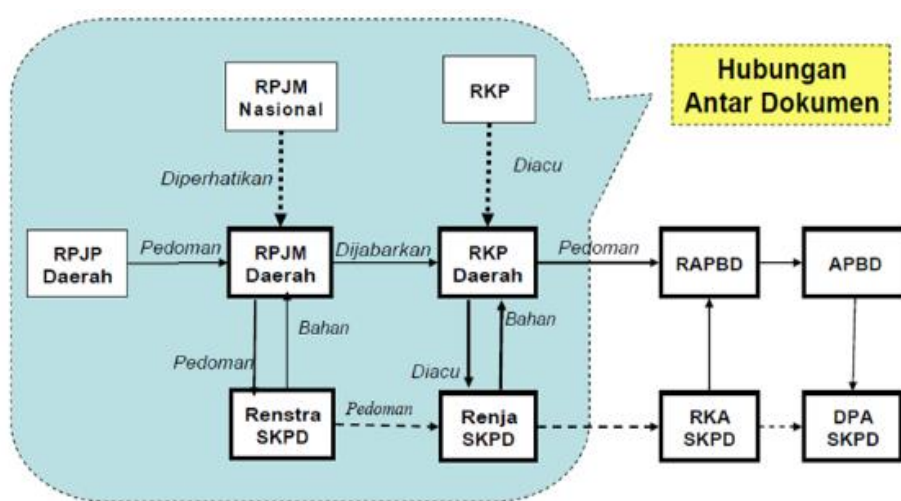 Hubungan
Antar Dokumen
RPJM
Nasional
RKP
Diperhatikan
Diacu
RPJP
Daerah
Pedoman
RPJM
Daerah
Dijabarkan
RKP
Daerah
Pedoman
RAPBD
APBD
Pedoman
Bahan
Diacu
Bahan
Renstra
SKPD
Pedoman
Renja
SKPD
RKA
SKPD
DPA
SKPD